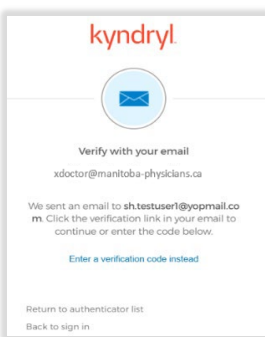 kyndryl
Verify with your email
xdoctor@manitoba-physicians.ca
We sent an email to sh.testuser1@yopmail.co
m. Click the verification link in your email to
continue or enter the code below.
Enter a verification code instead
Return to authenticator list
Back to sign in